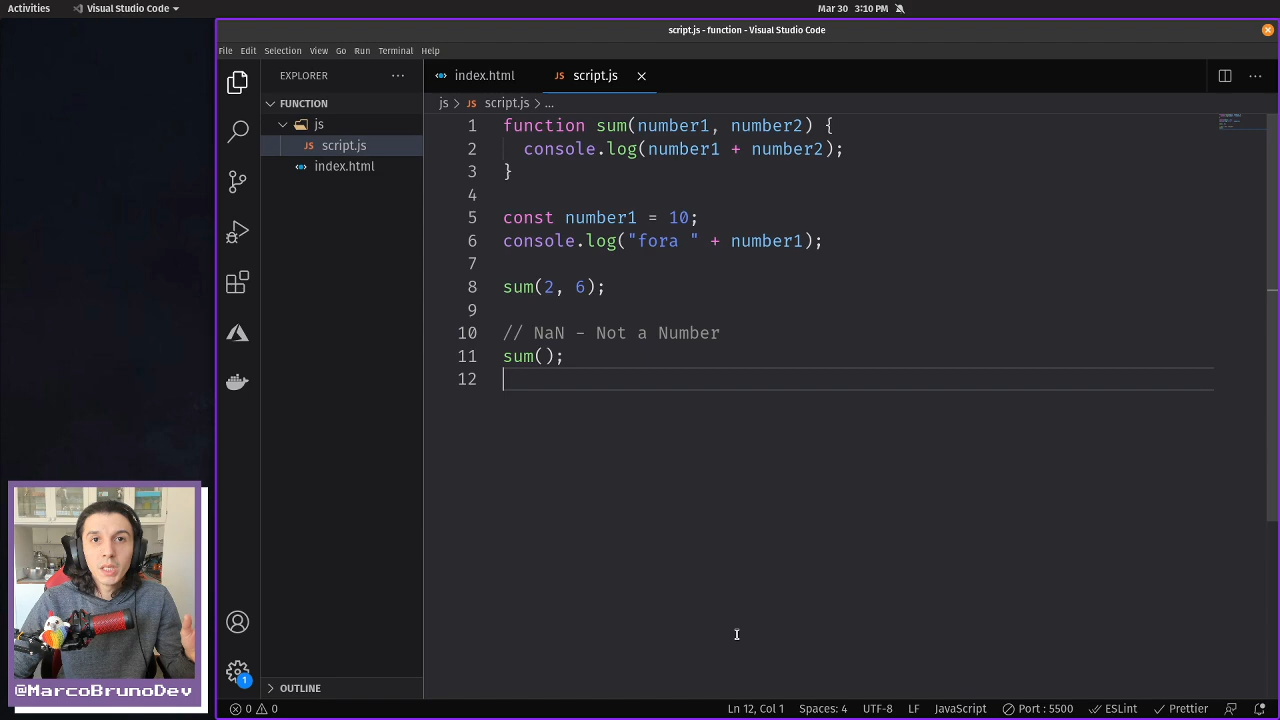 Activities
Visual Studio Code
Mar 30 3:10 PM
script.js - function - Visual Studio Code
File Edit Selection View Go Run Terminal Help
EXPLORER
FUNCTION
js
script.js
index.html
OUTLINE
index.html
JS script.js
js > JS script.js > ...
1 function sum(number1, number2) {
2 console.log(number1 + number2);
3 }
4
5 const number1 = 10;
6 console.log("fora " + number1);
7
8 sum(2, 6);
9
10 // NaN - Not a Number
11 sum();
12
1
@MarcoBrunoDev
0 0
Ln 12, Col 1 Spaces: 4 UTF-8 LF JavaScript Port : 5500 ESLint Prettier